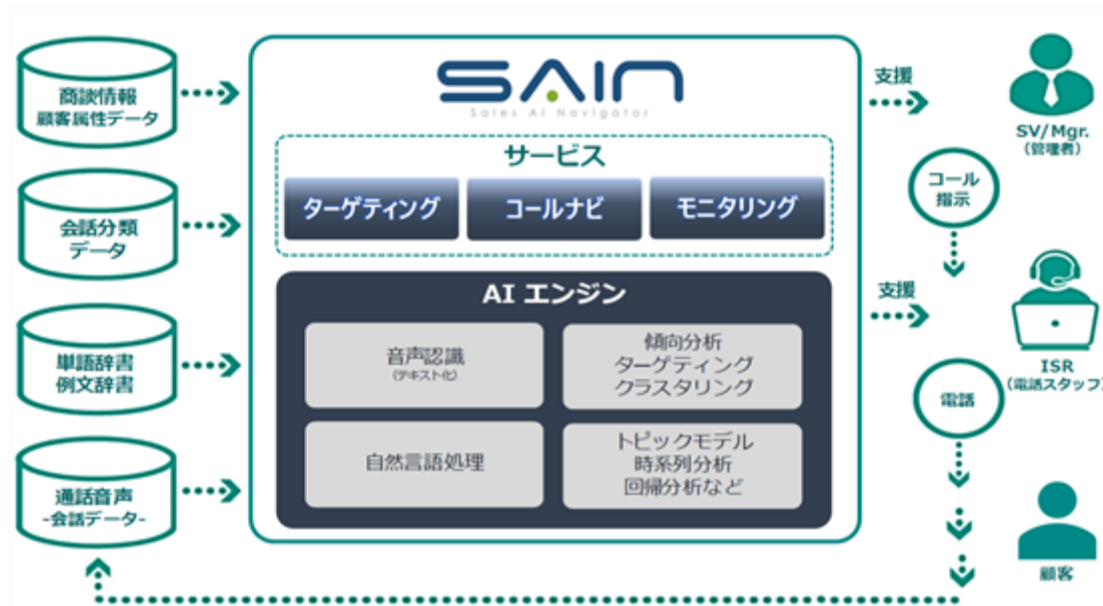 商談情報
顧客属性データ
会話分類
データ
単語辞書
例文辞書
通話音声
-会話データ-
SAIN
Sales AI Navigator
サービス
ターゲティング
コールナビ
モニタリング
AI エンジン
音声認識
(テキスト化)
傾向分析
ターゲティング
クラスタリング
自然言語処理
トピックモデル
時系列分析
回帰分析など
支援
SV/Mgr.
(管理者)
コール
指示
支援
ISR
(電話スタッフ)
電話
顧客